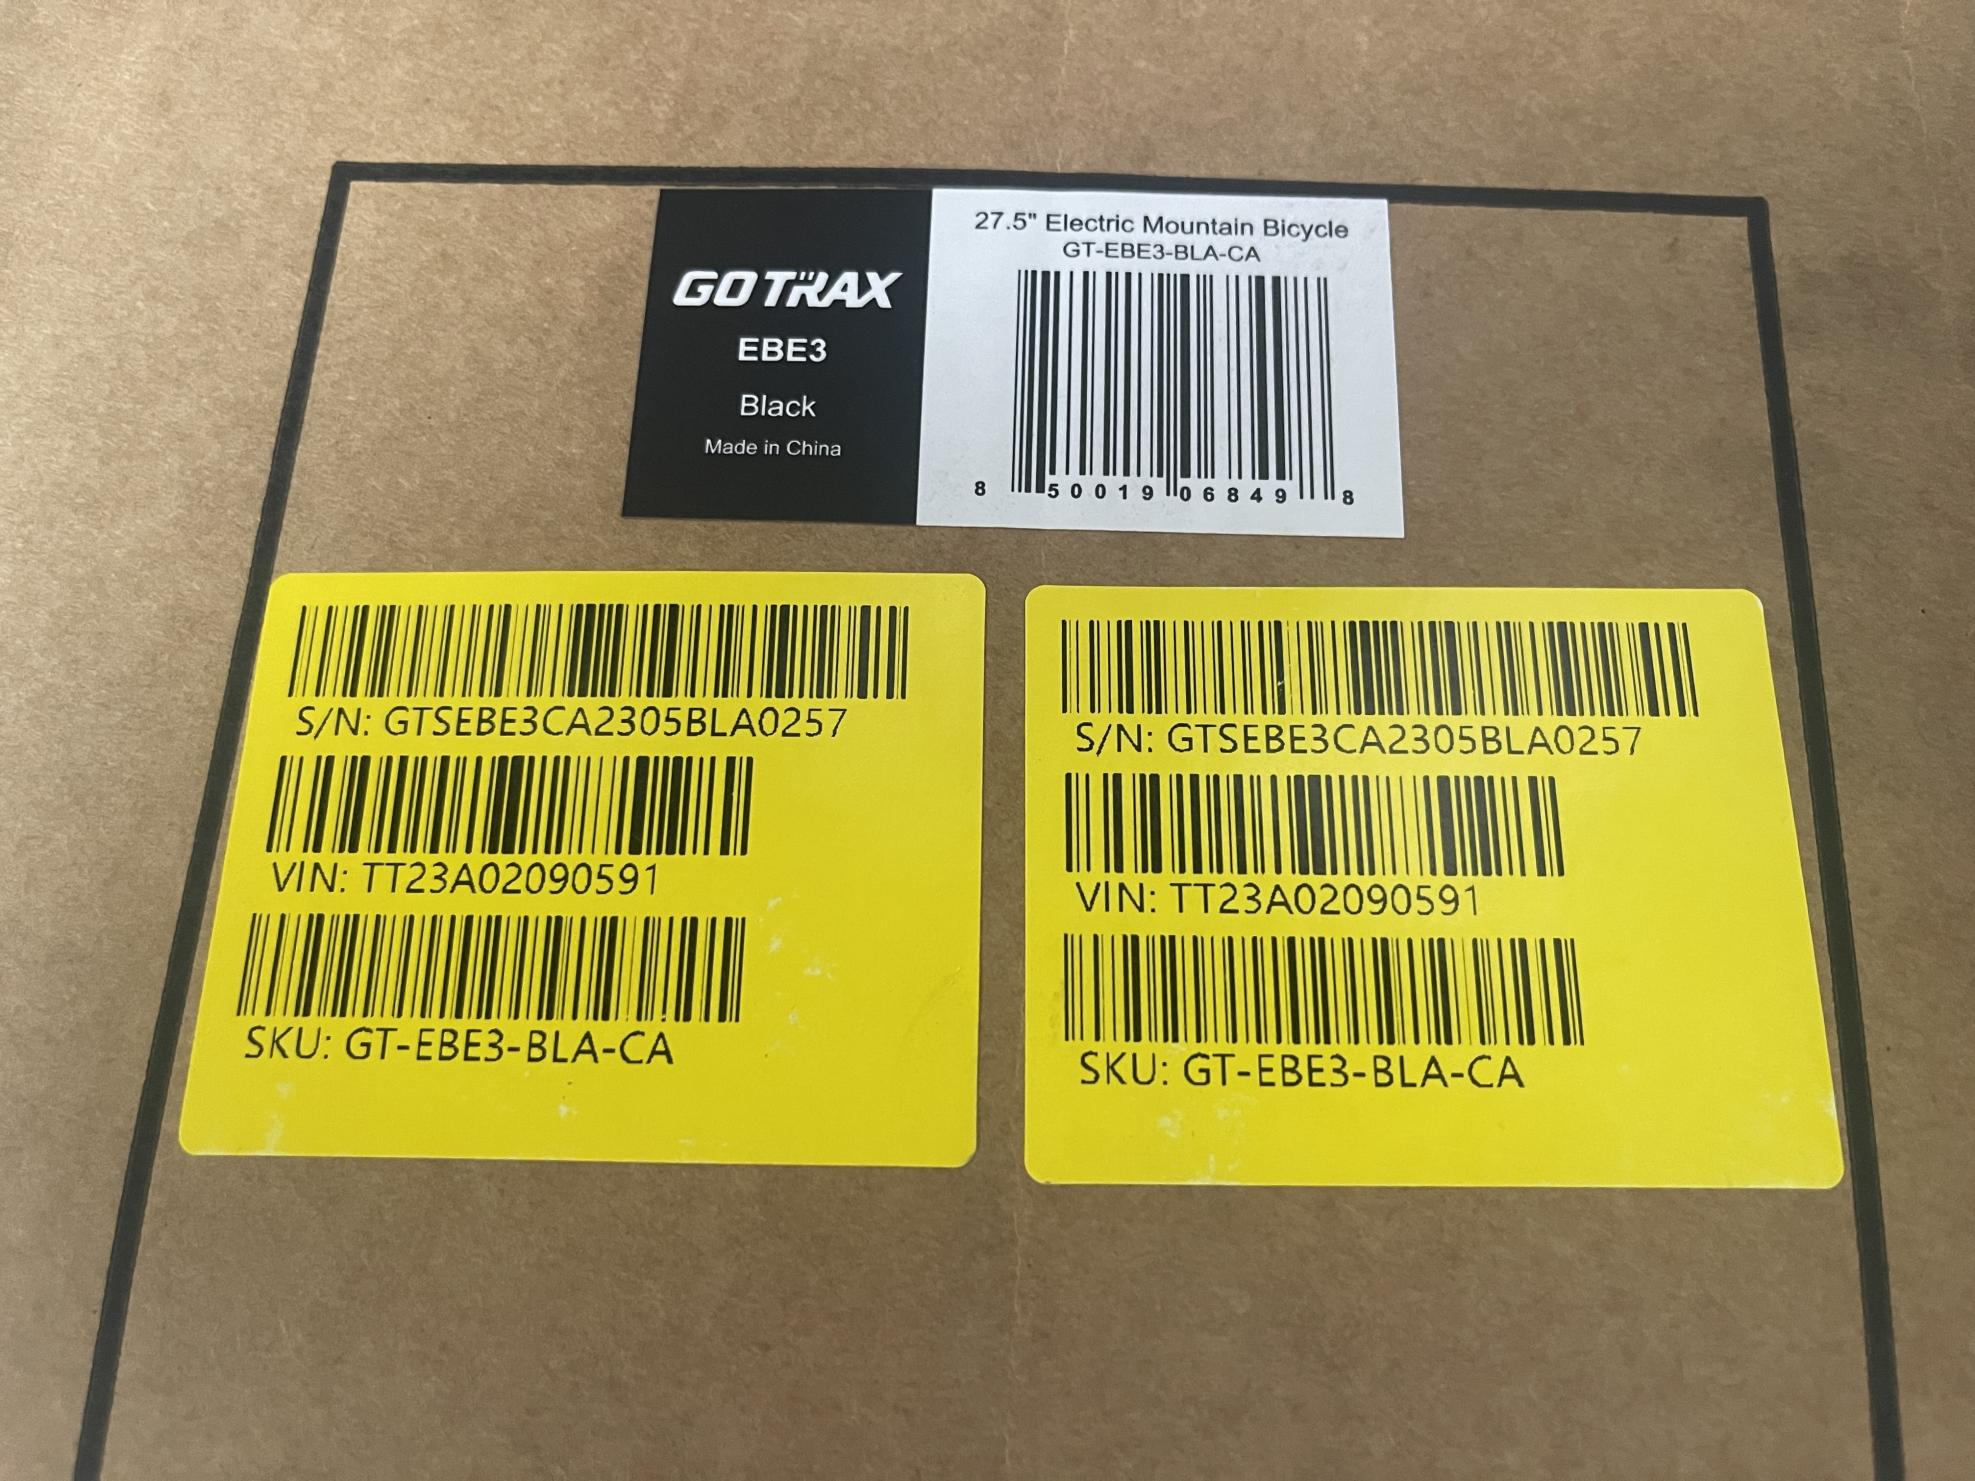 GOTRAX
EBE3
Black
Made in China
27.5" Electric Mountain Bicycle
GT-EBE3-BLA-CA
8 50019 06849 8
S/N: GTSEBE3CA2305BLA0257
VIN: TT23A02090591
SKU: GT-EBE3-BLA-CA
S/N: GTSEBE3CA2305BLA0257
VIN: TT23A02090591
SKU: GT-EBE3-BLA-CA